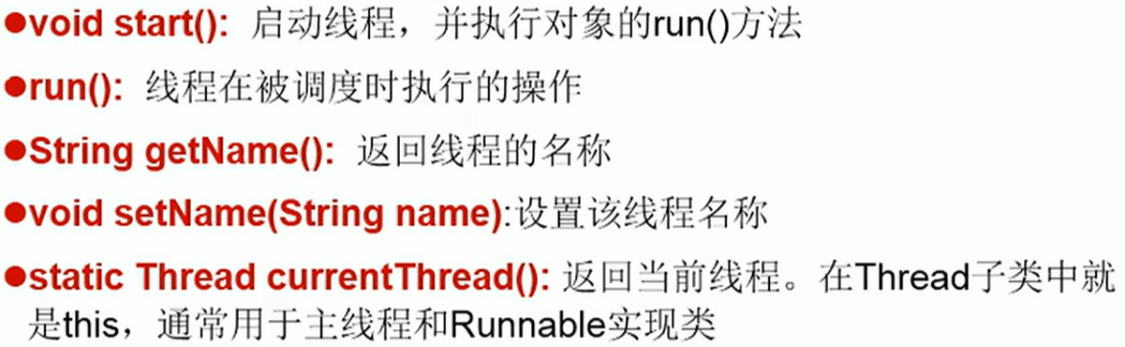 ●void start(): 启动线程，并执行对象的run()方法
●run(): 线程在被调度时执行的操作
●String getName(): 返回线程的名称
●void setName(String name):设置该线程名称
●static Thread currentThread(): 返回当前线程。在Thread子类中就
是this，通常用于主线程和Runnable实现类